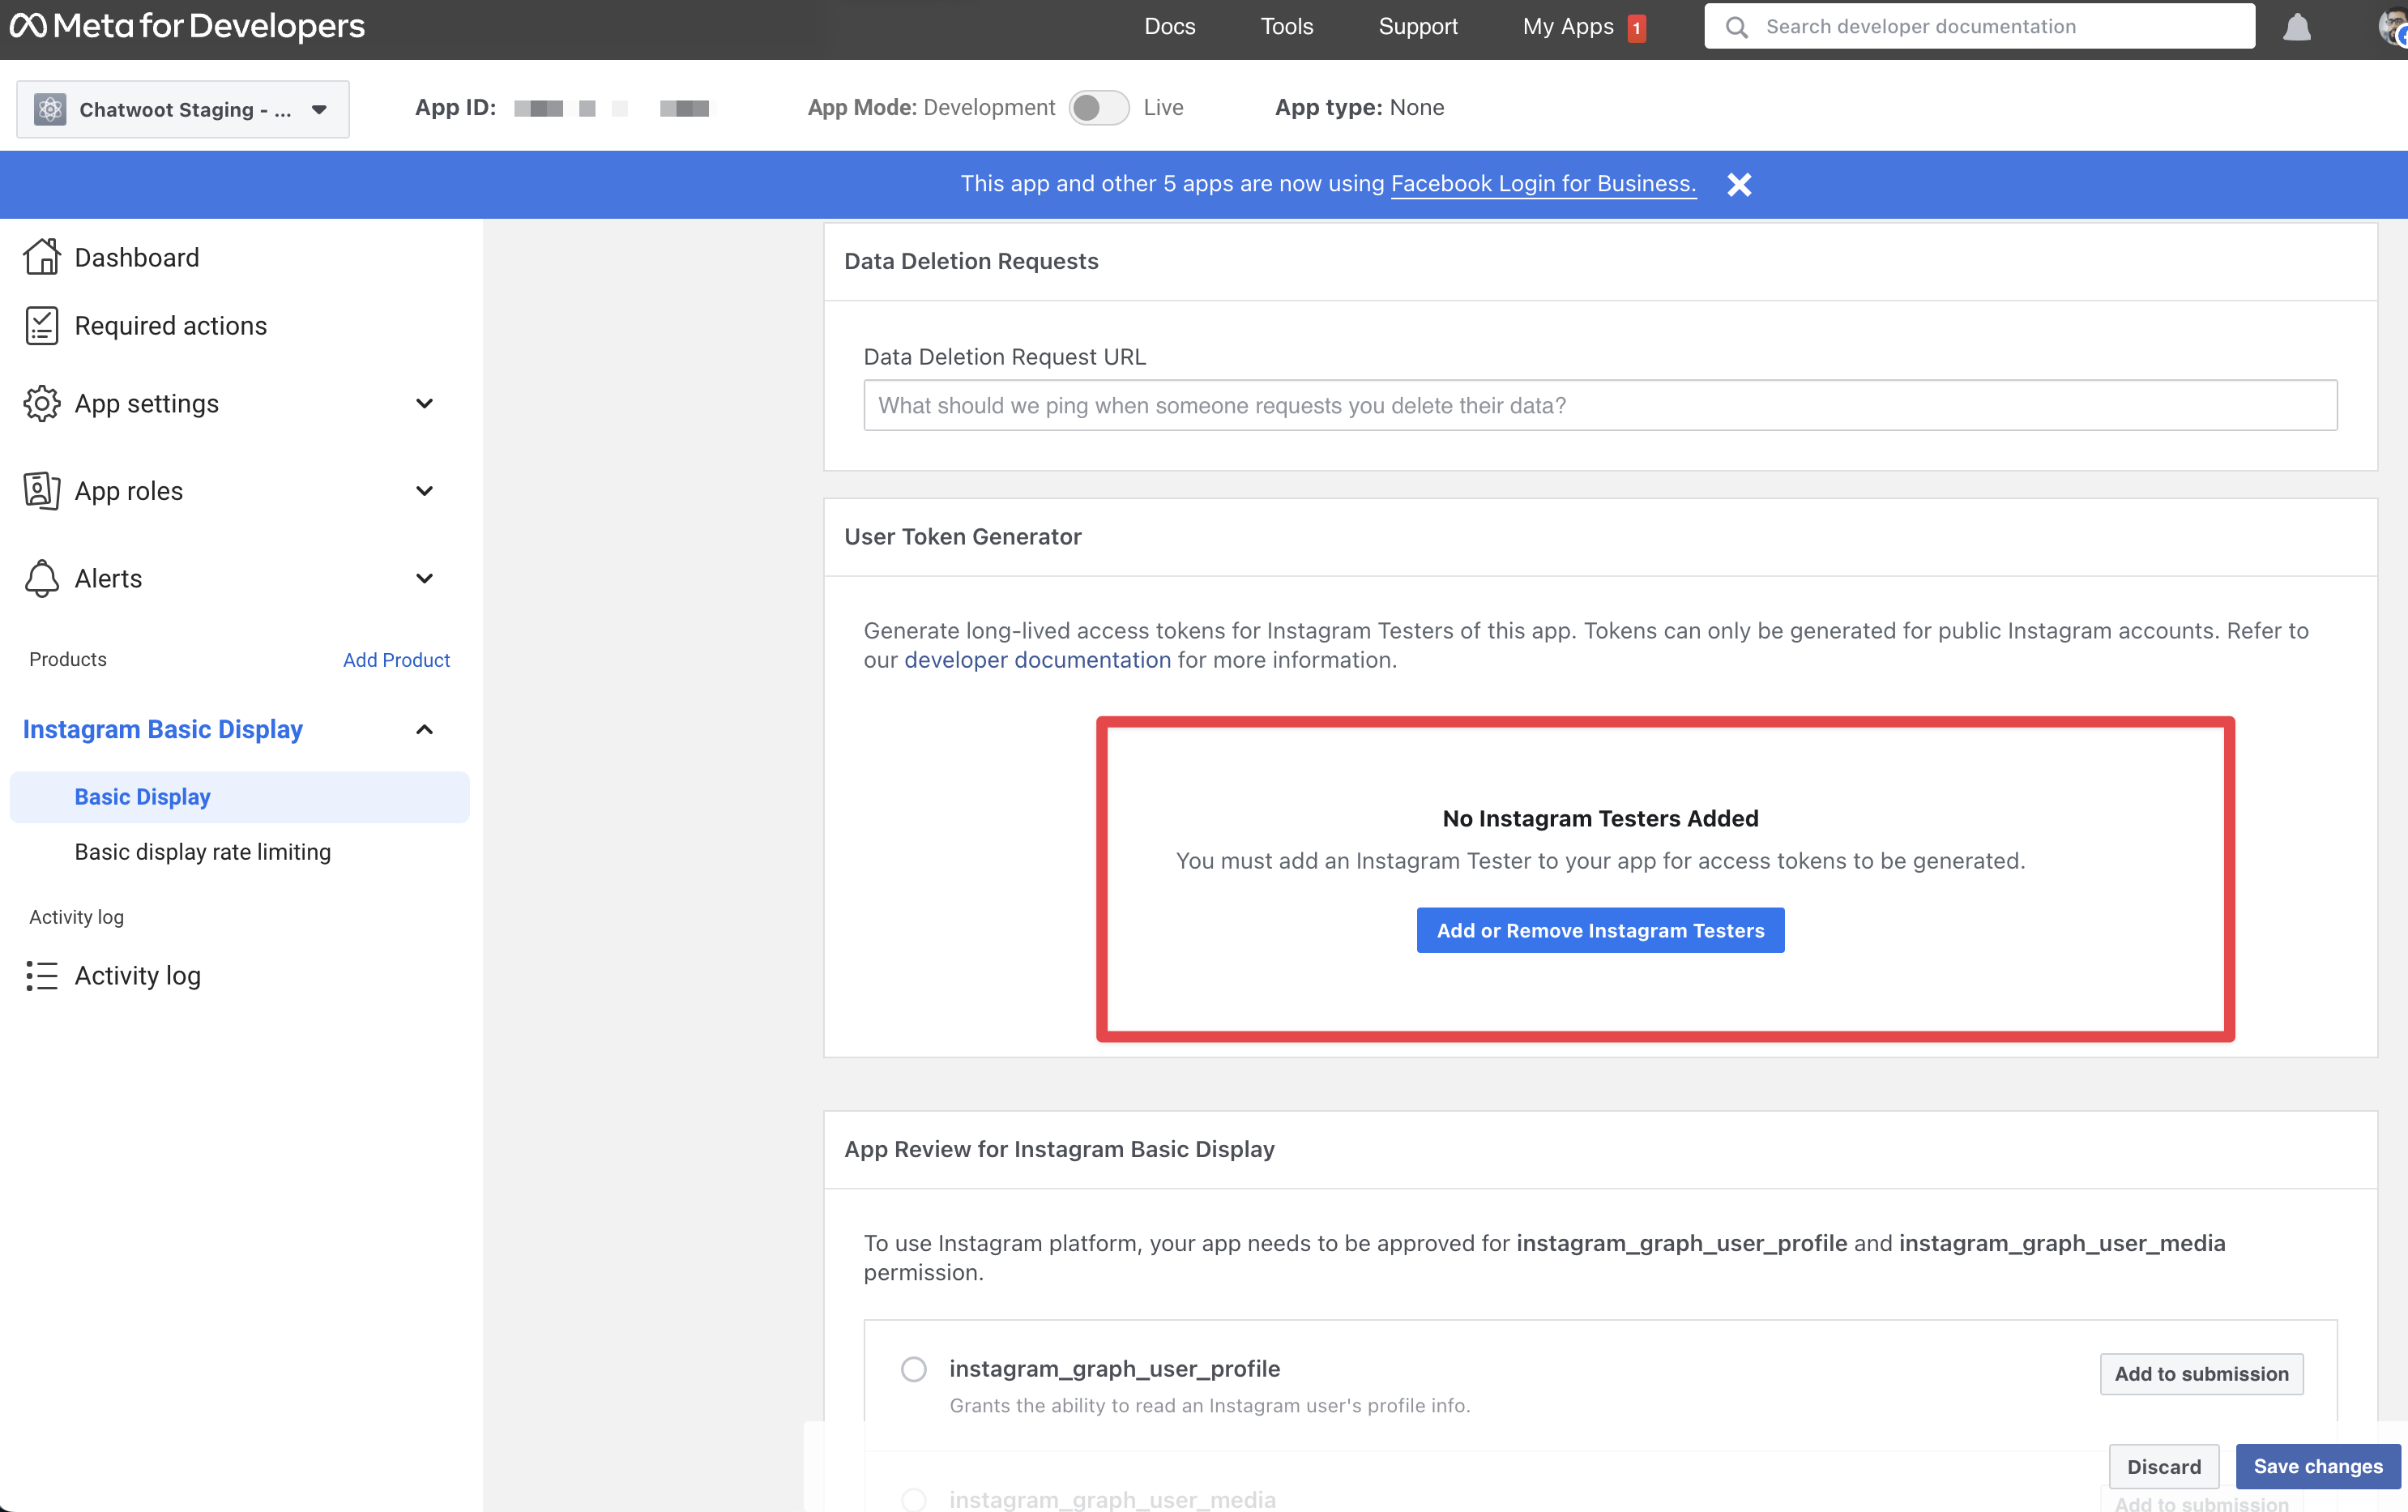 Meta for Developers
Docs
Tools
Support
My Apps 1
Search developer documentation
Chatwoot Staging - ...
App ID:
App Mode: Development
Live
App type: None
This app and other 5 apps are now using Facebook Login for Business.
Dashboard
Required actions
App settings
App roles
Alerts
Products
Add Product
Instagram Basic Display
Basic Display
Basic display rate limiting
Activity log
Activity log
Data Deletion Requests
Data Deletion Request URL
What should we ping when someone requests you delete their data?
User Token Generator
Generate long-lived access tokens for Instagram Testers of this app. Tokens can only be generated for public Instagram accounts. Refer to
our developer documentation for more information.
No Instagram Testers Added
You must add an Instagram Tester to your app for access tokens to be generated.
Add or Remove Instagram Testers
App Review for Instagram Basic Display
To use Instagram platform, your app needs to be approved for instagram_graph_user_profile and instagram_graph_user_media
permission.
instagram_graph_user_profile
Add to submission
Grants the ability to read an Instagram user's profile info.
Discard
Save changes
instagram_graph_user_media
Add to submission